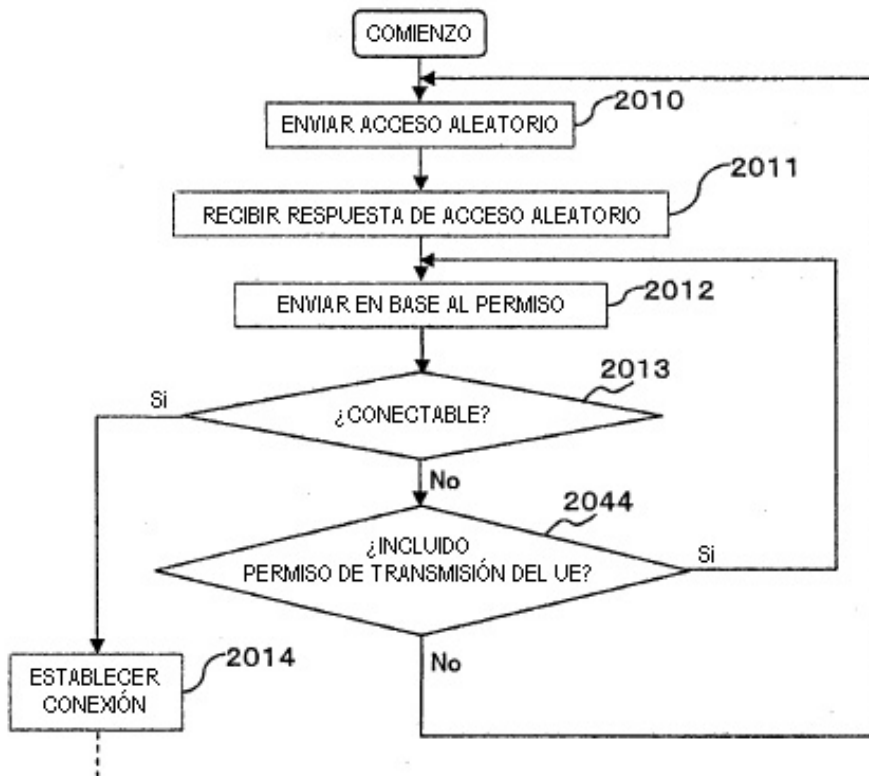 COMIENZO
2010
ENVIAR ACCESO ALEATORIO
2011
RECIBIR RESPUESTA DE ACCESO ALEATORIO
2012
ENVIAR EN BASE AL PERMISO
2013
Si
¿CONECTABLE?
No
2044
¿INCLUIDO
PERMISO DE TRANSMISIÓN DEL UE?
Si
No
2014
ESTABLECER
CONEXIÓN